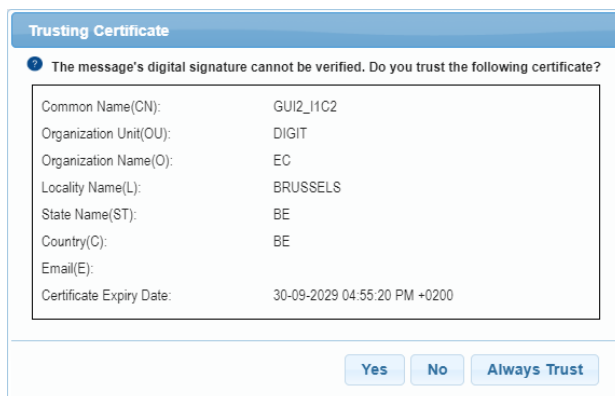 Trusting Certificate
The message's digital signature cannot be verified. Do you trust the following certificate?
Common Name(CN): GUI2_I1C2
Organization Unit(OU): DIGIT
Organization Name(O): EC
Locality Name(L): BRUSSELS
State Name(ST): BE
Country(C): BE
Email(E):
Certificate Expiry Date: 30-09-2029 04:55:20 PM +0200
Yes No Always Trust